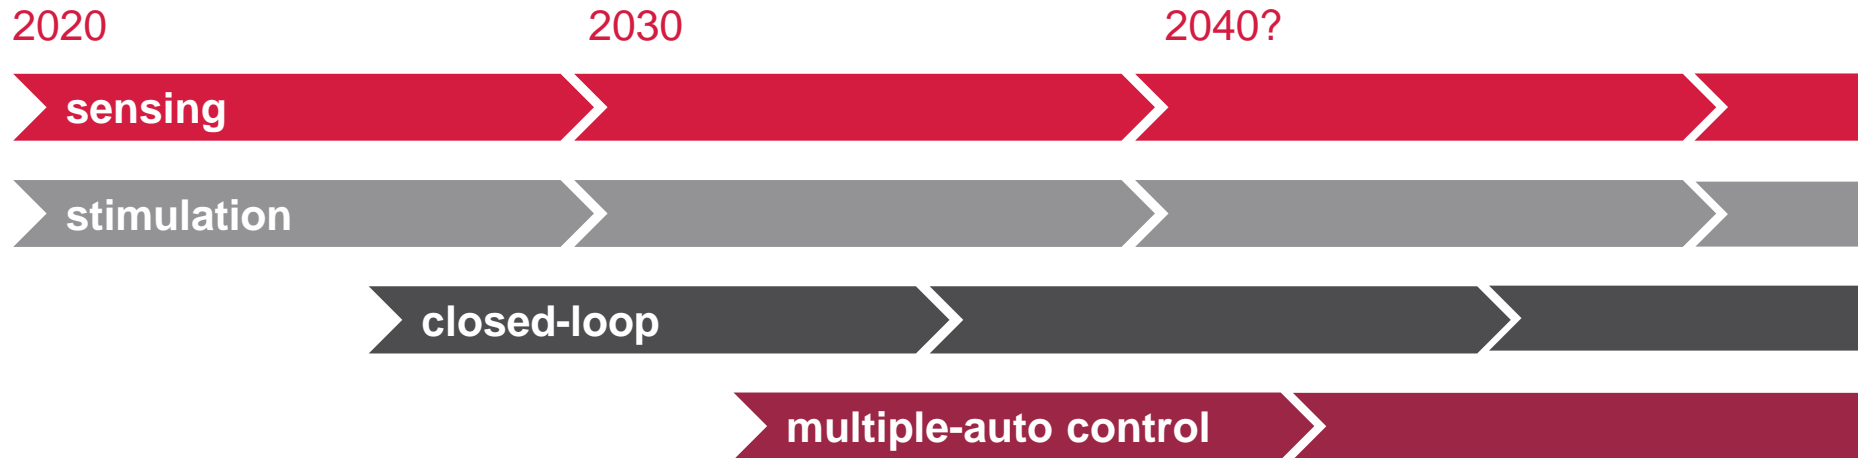 2020 2030 2040?
sensing
stimulation
closed-loop
multiple-auto control